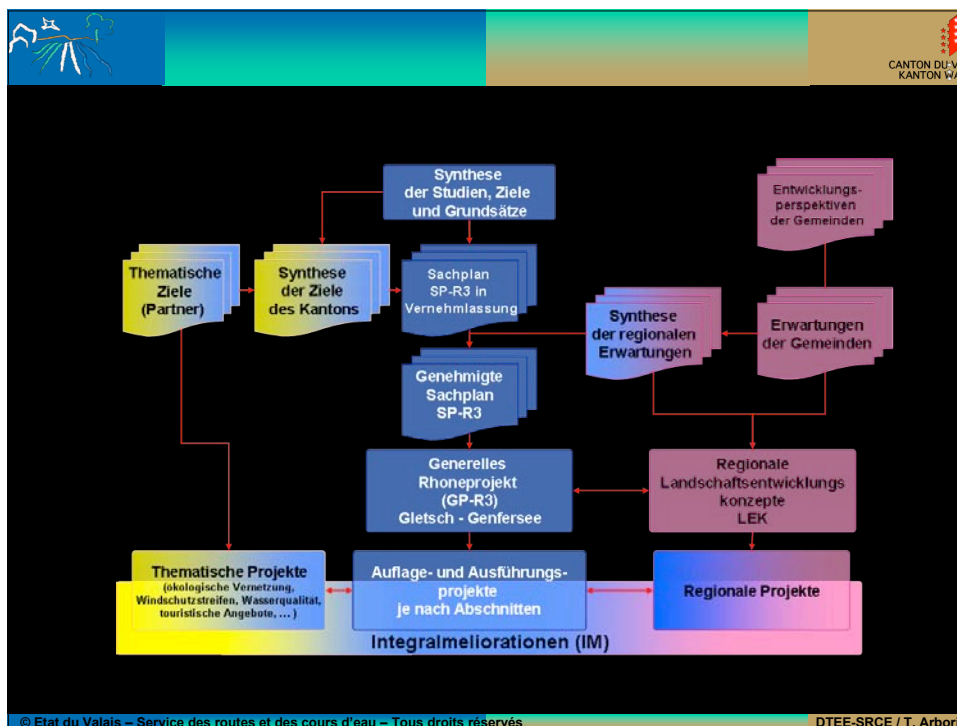 CANTON DU V
KANTON WA
Synthese
der Studien, Ziele
und Grundsätze
Entwicklungs-
perspektiven
der Gemeinden
Thematische
Ziele
(Partner)
Synthese
der Ziele
des Kantons
Sachplan
SP-R3 in
Vernehmlassung
Synthese
der regionalen
Erwartungen
Erwartungen
der Gemeinden
Genehmigte
Sachplan
SP-R3
Generelles
Rhoneprojekt
(GP-R3)
Gletsch - Genfersee
Regionale
Landschaftsentwicklungs
konzepte
LEK
Thematische Projekte
(ökologische Vernetzung,
Windschutzstreifen, Wasserqualität,
touristische Angebote, ... )
Auflage- und Ausführungs-
projekte
je nach Abschnitten
Regionale Projekte
Integralmeliorationen (IM)
© Etat du Valais – Service des routes et des cours d'eau – Tous droits réservés
DTEE-SRCE / T. Arbor